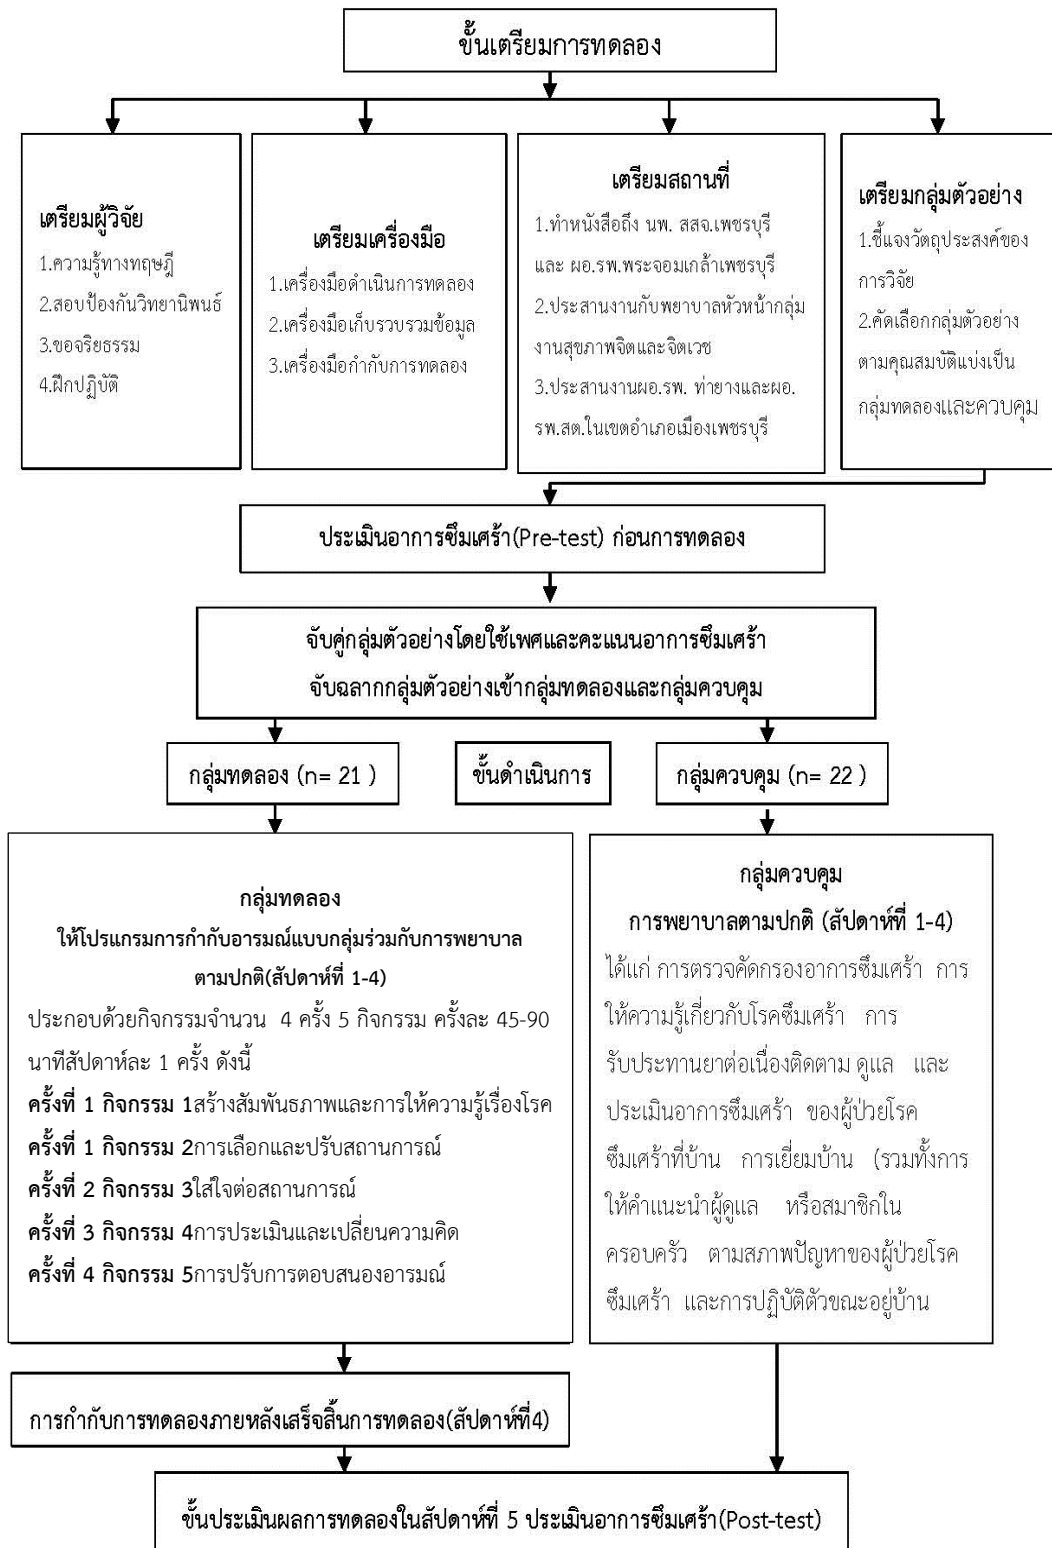 ขั้นเตรียมการทดลอง
เตรียมผู้วิจัย
1.ความรู้ทางทฤษฎี
2.สอบป้องกันวิทยานิพนธ์
3.ขอจริยธรรม
4.ฝึกปฏิบัติ
เตรียมเครื่องมือ
1.เครื่องมือดำเนินการทดลอง
2.เครื่องมือเก็บรวบรวมข้อมูล
3.เครื่องมือกำกับการทดลอง
เตรียมสถานที่
1.ทำหนังสือถึง นพ. สสจ.เพชรบุรี
และ ผอ.รพ.พระจอมเกล้าเพชรบุรี
2.ประสานงานกับพยาบาลหัวหน้ากลุ่ม
งานสุขภาพจิตและจิตเวช
3.ประสานงานผอ.รพ. ท่ายางและผอ.
รพ.สต.ในเขตอำเภอเมืองเพชรบุรี
เตรียมกลุ่มตัวอย่าง
1.ชี้แจงวัตถุประสงค์ของ
การวิจัย
2.คัดเลือกกลุ่มตัวอย่าง
ตามคุณสมบัติแบ่งเป็น
กลุ่มทดลองและควบคุม
ประเมินอาการซึมเศร้า(Pre-test) ก่อนการทดลอง
จับคู่กลุ่มตัวอย่างโดยใช้เพศและคะแนนอาการซึมเศร้า
จับฉลากกลุ่มตัวอย่างเข้ากลุ่มทดลองและกลุ่มควบคุม
กลุ่มทดลอง (n= 21 )
ขั้นดำเนินการ
กลุ่มควบคุม (n= 22 )
กลุ่มทดลอง
ให้โปรแกรมการกำกับอารมณ์แบบกลุ่มร่วมกับการพยาบาล
ตามปกติ(สัปดาห์ที่ 1-4)
ประกอบด้วยกิจกรรมจำนวน 4 ครั้ง 5 กิจกรรม ครั้งละ 45-90
นาทีสัปดาห์ละ 1 ครั้ง ดังนี้
ครั้งที่ 1 กิจกรรม 1สร้างสัมพันธภาพและการให้ความรู้เรื่องโรค
ครั้งที่ 1 กิจกรรม 2การเลือกและปรับสถานการณ์
ครั้งที่ 2 กิจกรรม 3ใส่ใจต่อสถานการณ์
ครั้งที่ 3 กิจกรรม 4การประเมินและเปลี่ยนความคิด
ครั้งที่ 4 กิจกรรม 5การปรับการตอบสนองอารมณ์
กลุ่มควบคุม
การพยาบาลตามปกติ (สัปดาห์ที่ 1-4)
ได้แก่ การตรวจคัดกรองอาการซึมเศร้า การ
ให้ความรู้เกี่ยวกับโรคซึมเศร้า การ
รับประทานยาต่อเนื่องติดตาม ดูแล และ
ประเมินอาการซึมเศร้า ของผู้ป่วยโรค
ซึมเศร้าที่บ้าน การเยี่ยมบ้าน (รวมทั้งการ
ให้คำแนะนำผู้ดูแล หรือสมาชิกใน
ครอบครัว ตามสภาพปัญหาของผู้ป่วยโรค
ซึมเศร้า และการปฏิบัติตัวขณะอยู่บ้าน
การกำกับการทดลองภายหลังเสร็จสิ้นการทดลอง(สัปดาห์ที่4)
ขั้นประเมินผลการทดลองในสัปดาห์ที่ 5 ประเมินอาการซึมเศร้า(Post-test)